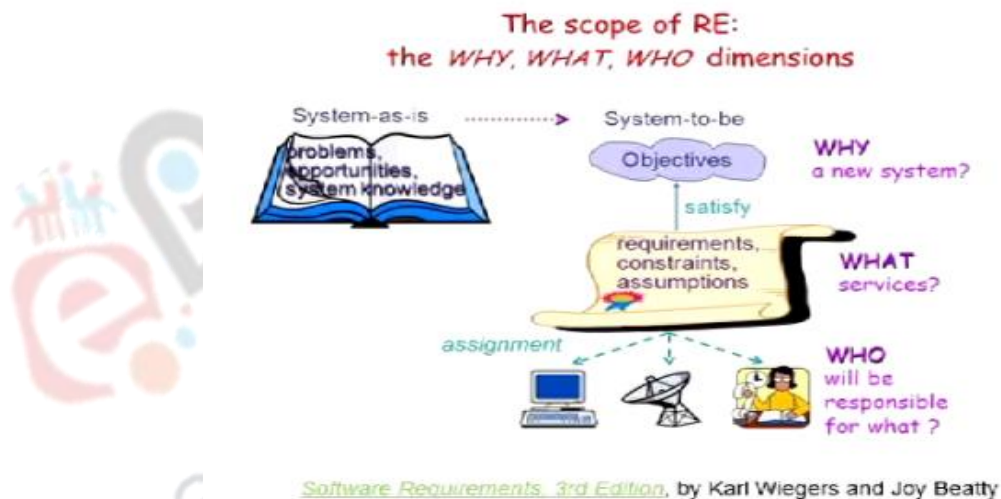 The scope of RE:
the WHY, WHAT, WHO dimensions
System-as-is
System-to-be
problems,
opportunities,
system knowledge
Objectives
WHY
a new system?
satisfy
requirements,
constraints,
assumptions
WHAT
services?
assignment
WHO
will be
responsible
for what ?
Software Requirements, 3rd Edition, by Karl Wiegers and Joy Beatty